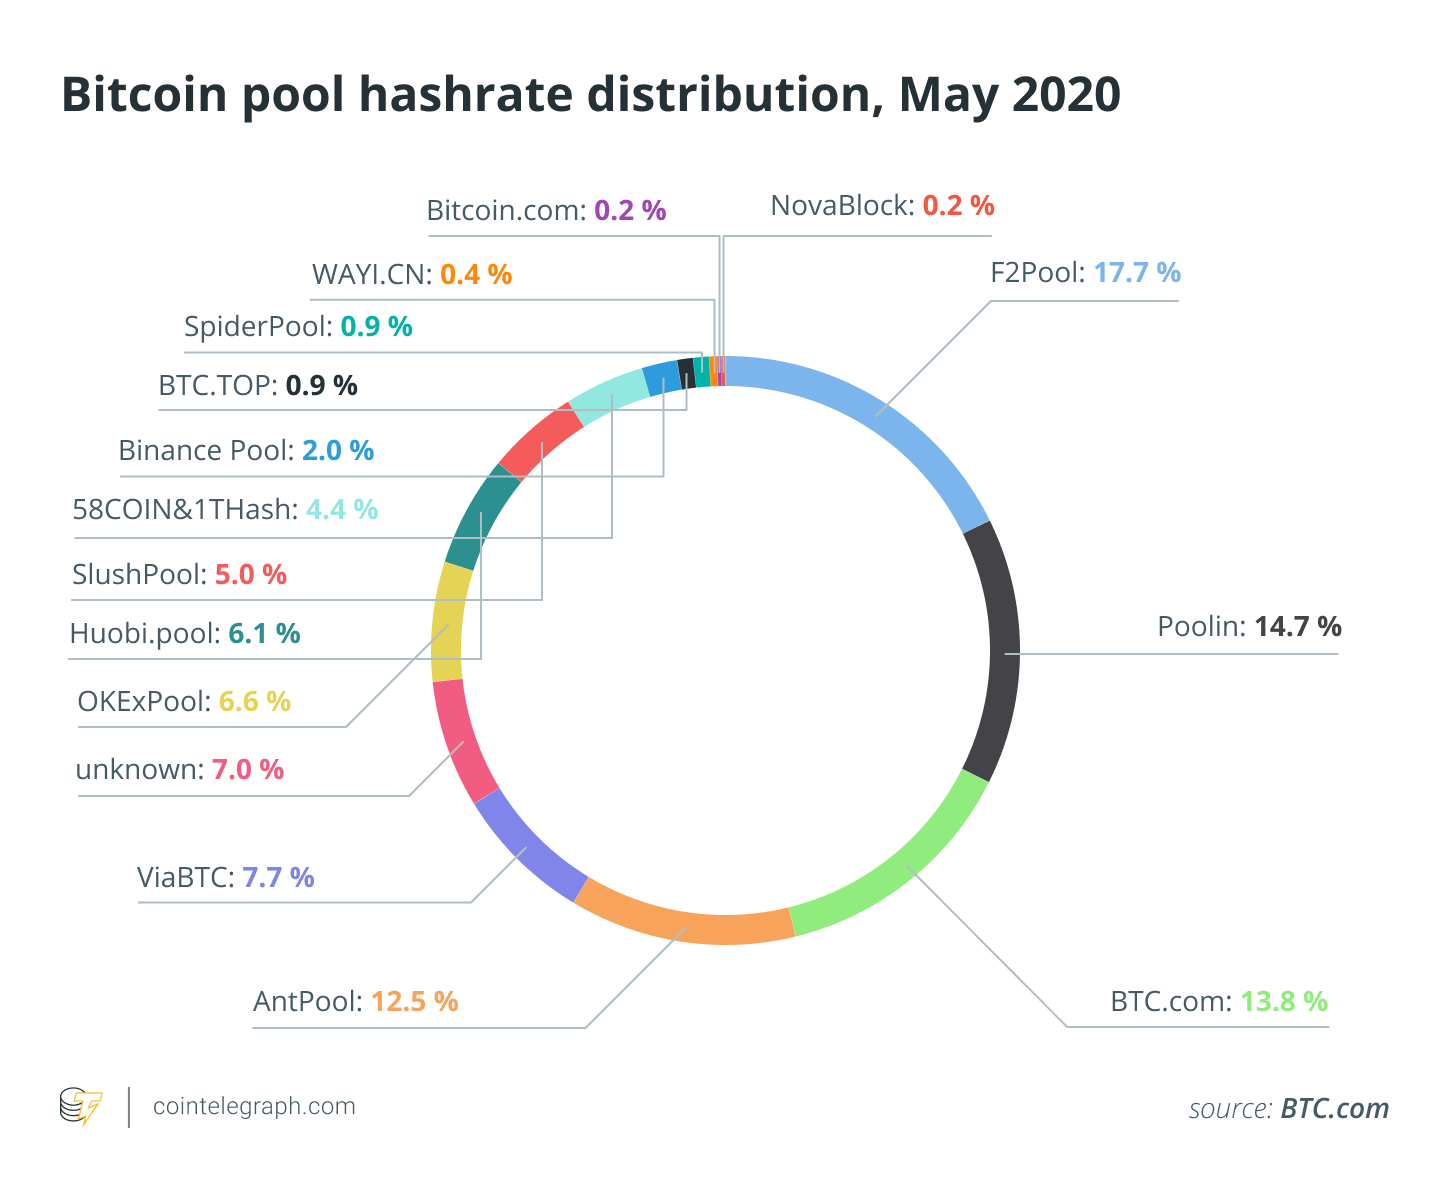 Bitcoin pool hashrate distribution, May 2020
Bitcoin.com: 0.2 %
NovaBlock: 0.2 %
WAYI.CN: 0.4 %
F2Pool: 17.7 %
SpiderPool: 0.9 %
BTC.TOP: 0.9 %
Binance Pool: 2.0 %
58COIN&1THash: 4.4 %
SlushPool: 5.0 %
Huobi.pool: 6.1 %
Poolin: 14.7 %
OKExPool: 6.6 %
unknown: 7.0 %
ViaBTC: 7.7 %
AntPool: 12.5 %
BTC.com: 13.8 %
cointelegraph.com
source: BTC.com